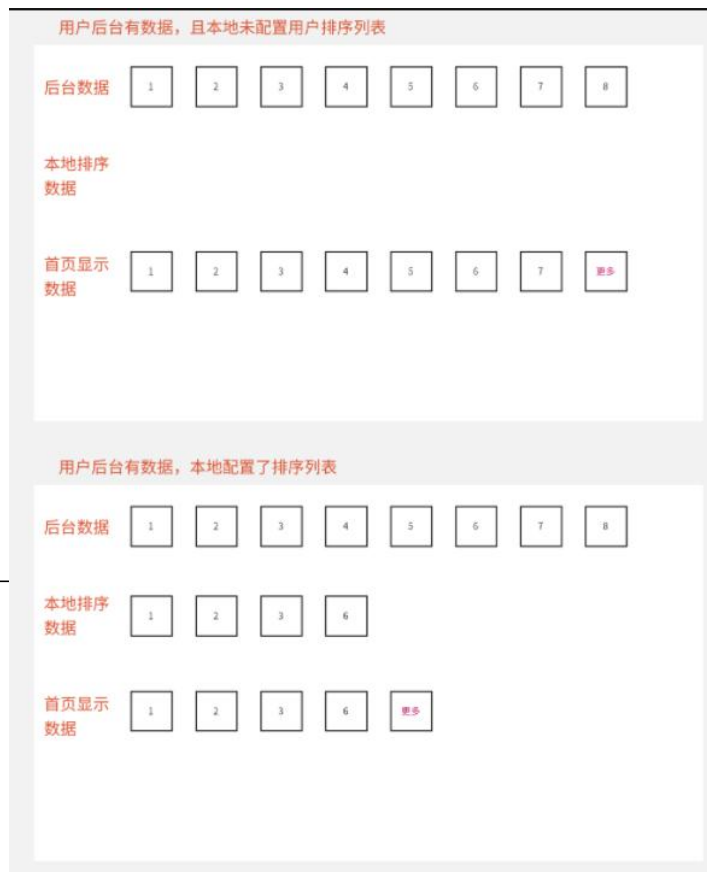 用户后台有数据，且本地未配置用户排序列表
后台数据 1 2 3 4 5 6 7 8
本地排序
数据
首页显示
数据 1 2 3 4 5 6 7 更多
用户后台有数据，本地配置了排序列表
后台数据 1 2 3 4 5 6 7 8
本地排序
数据 1 2 3 6
首页显示
数据 1 2 3 6 更多